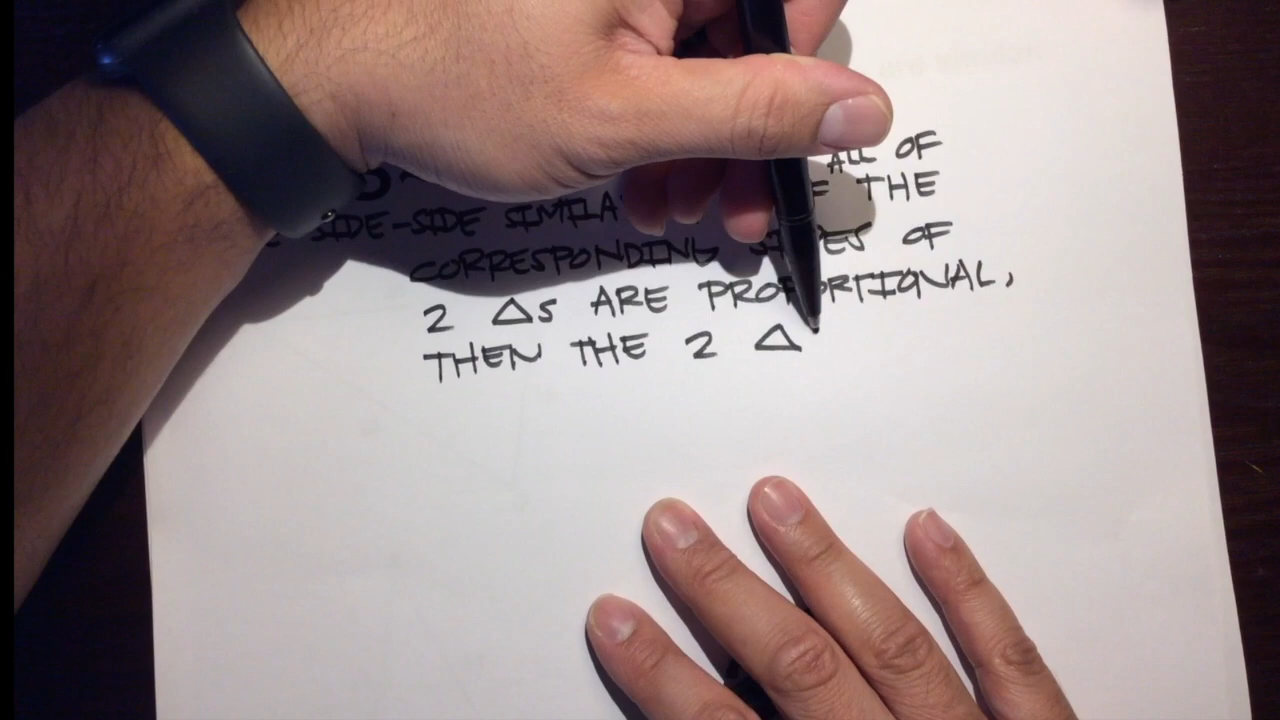 ALL OF
SIDE-SIDE THE
CORRESPONDING OF
2 △s ARE PROPORTIONAL,
THEN THE 2 △